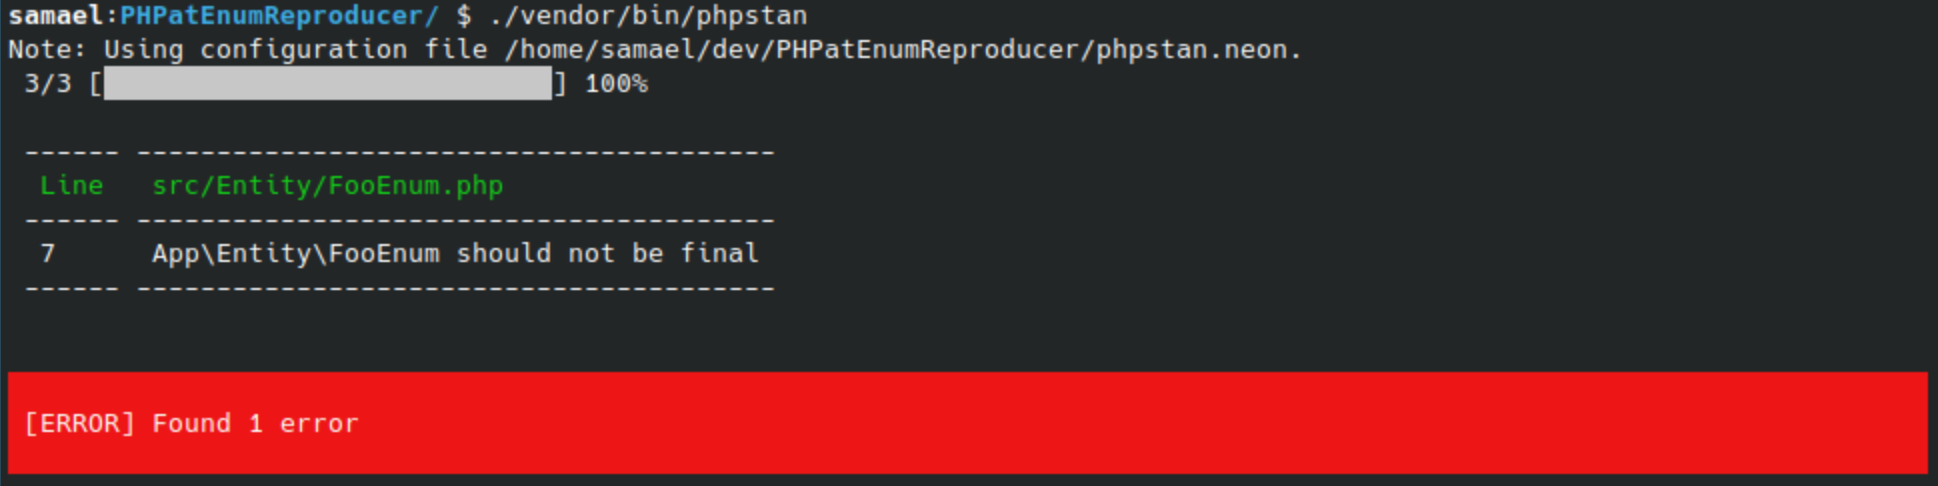 samael:PHPatEnumReproducer/ $ ./vendor/bin/phpstan
Note: Using configuration file /home/samael/dev/PHPatEnumReproducer/phpstan.neon.
3/3 [                            ] 100%
------ ----------------------------------------
Line   src/Entity/FooEnum.php
------ ----------------------------------------
7      App\Entity\FooEnum should not be final
------ ----------------------------------------
[ERROR] Found 1 error